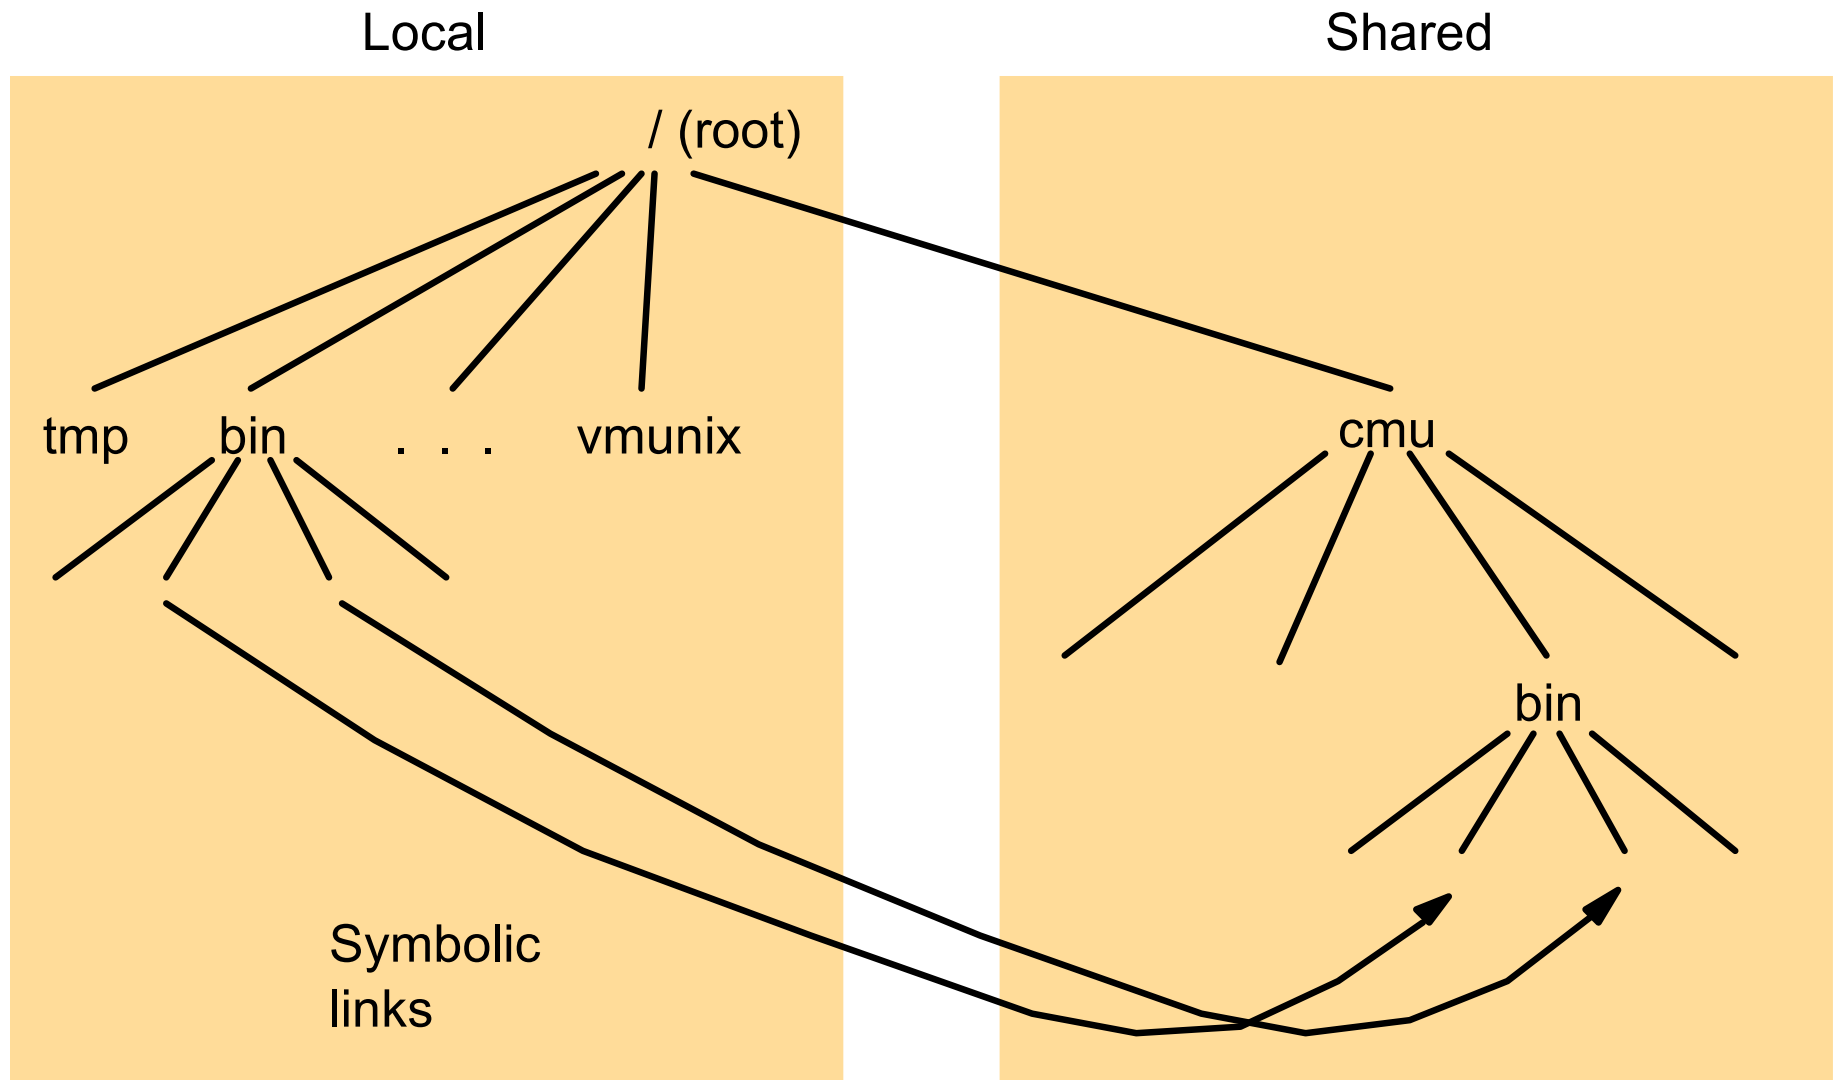 Local
Shared
/ (root)
tmp bin . . . vmunix
cmu
bin
Symbolic
links